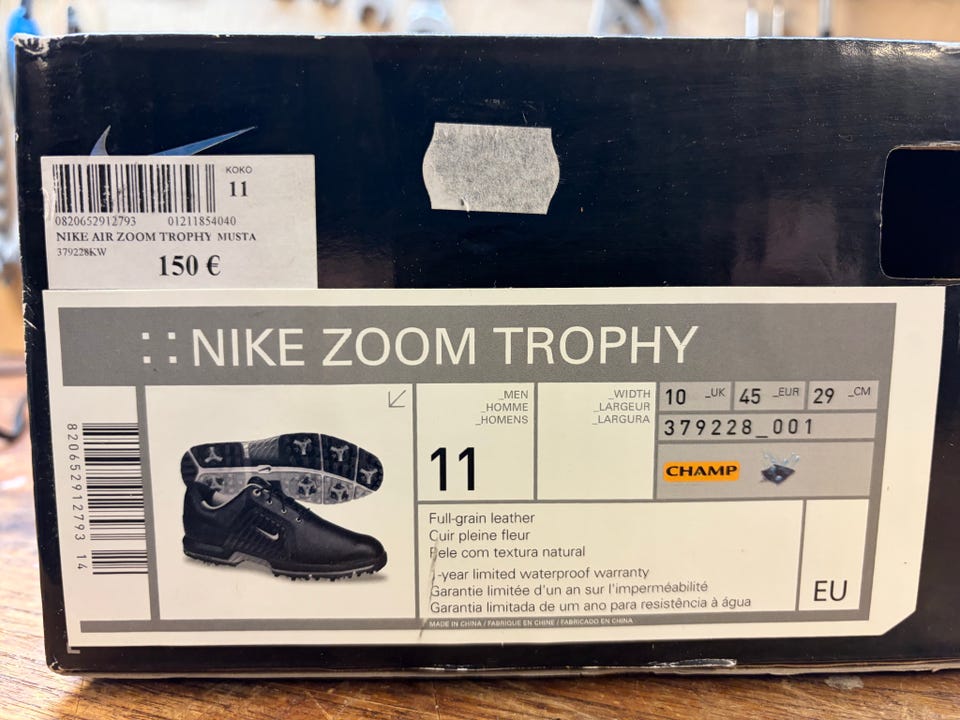 KOKO
11
0820652912793 01211854040
NIKE AIR ZOOM TROPHY MUSTA
379228KW
150 €
:: NIKE ZOOM TROPHY
_MEN
_HOMME
_HOMENS
11
_WIDTH
_LARGEUR
_LARGURA
10 _UK 45 _EUR 29 _CM
379228_001
CHAMP
820652912793 14
Full-grain leather
Cuir pleine fleur
Pele com textura natural
-year limited waterproof warranty
Garantie limitée d'un an sur l'imperméabilité
Garantia limitada de um ano para resistência à água
EU
MADE IN CHINA / FABRIQUE EN CHINE / FABRICADO EN CHINA